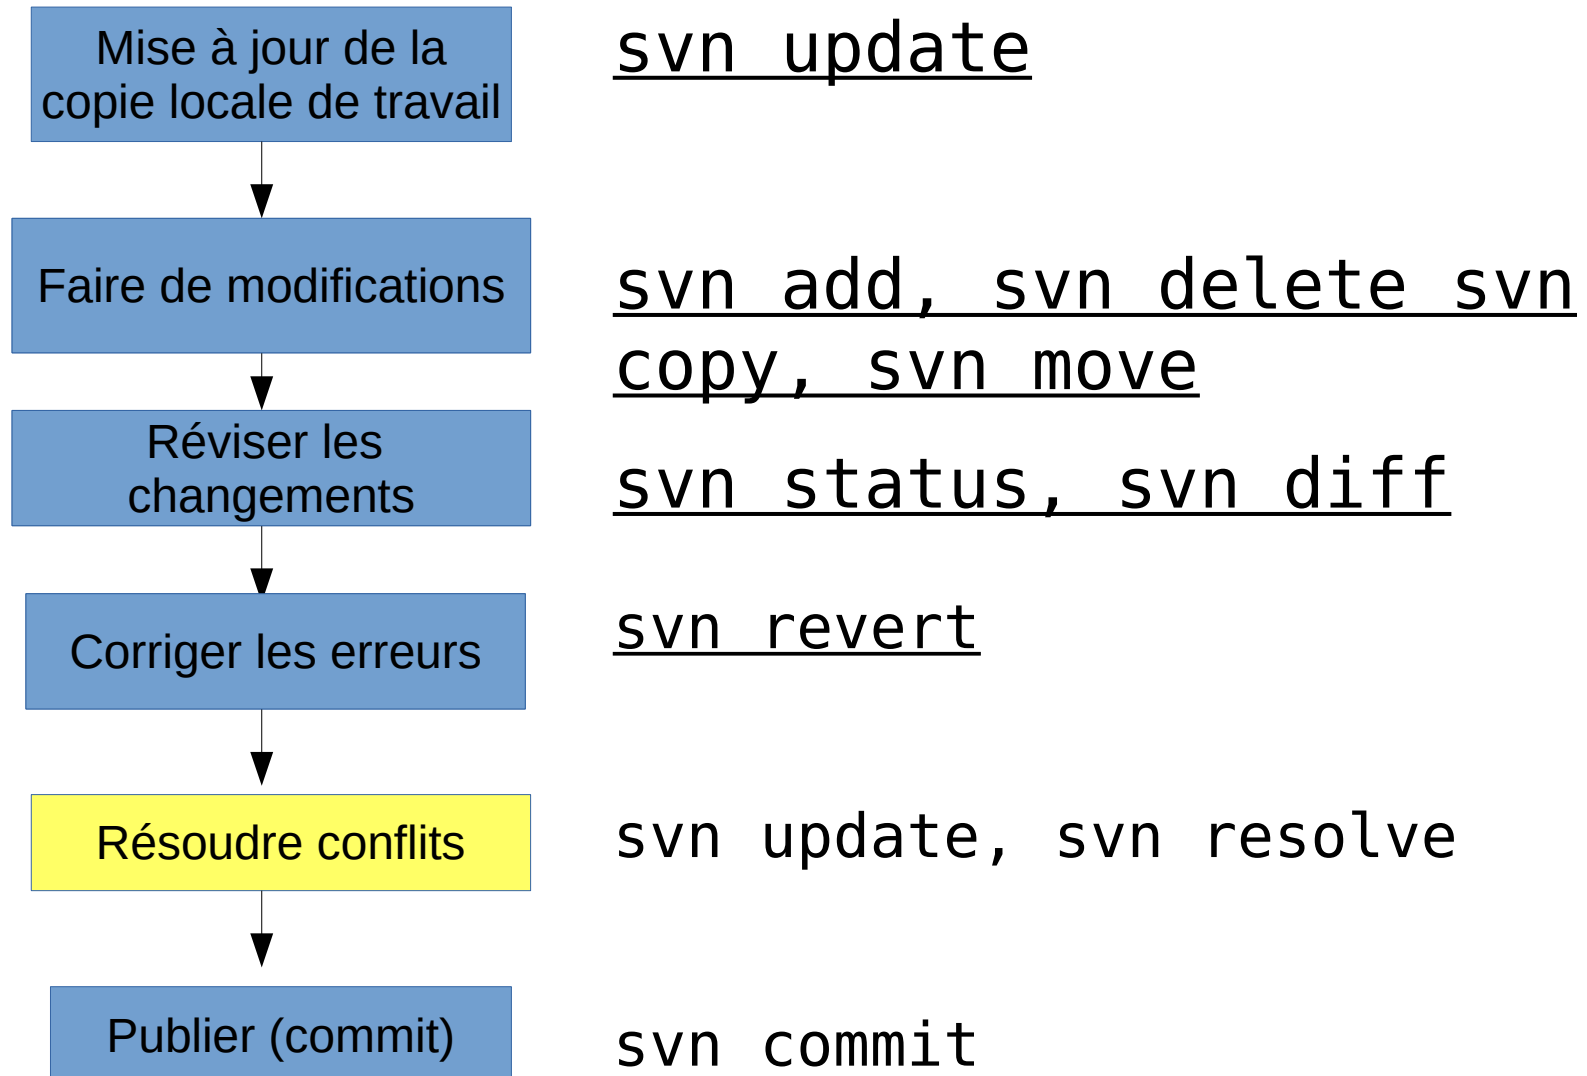 Mise à jour de la
copie locale de travail
svn update
Faire de modifications
svn add, svn delete svn
copy, svn move
Réviser les
changements
svn status, svn diff
Corriger les erreurs
svn revert
Résoudre conflits
svn update, svn resolve
Publier (commit)
svn commit